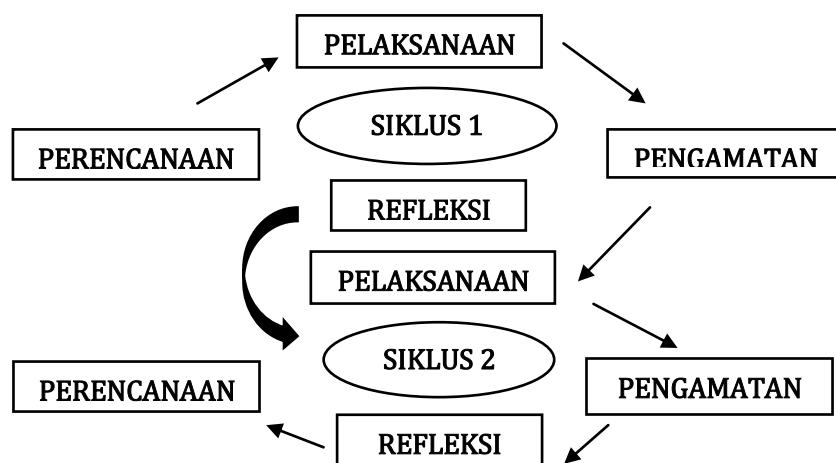 PELAKSANAAN
SIKLUS 1
PERENCANAAN
PENGAMATAN
REFLEKSI
PELAKSANAAN
SIKLUS 2
PERENCANAAN
PENGAMATAN
REFLEKSI